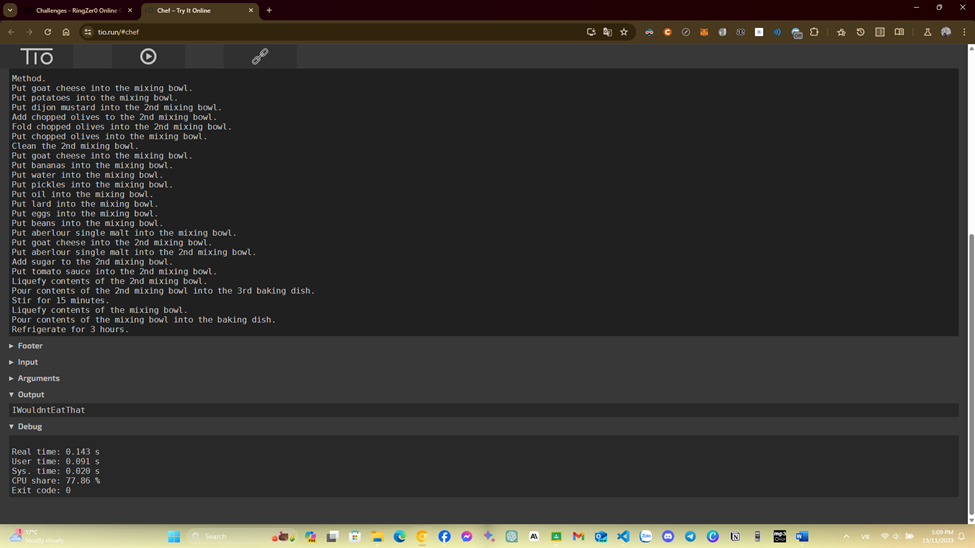 Challenges - RingZer0 Online C
Chef – Try It Online
tio.run/#chef
TIO
Method.
Put goat cheese into the mixing bowl.
Put potatoes into the mixing bowl.
Put dijon mustard into the 2nd mixing bowl.
Add chopped olives to the 2nd mixing bowl.
Fold chopped olives into the 2nd mixing bowl.
Put chopped olives into the mixing bowl.
Clean the 2nd mixing bowl.
Put goat cheese into the mixing bowl.
Put bananas into the mixing bowl.
Put water into the mixing bowl.
Put pickles into the mixing bowl.
Put oil into the mixing bowl.
Put lard into the mixing bowl.
Put eggs into the mixing bowl.
Put beans into the mixing bowl.
Put aberlour single malt into the mixing bowl.
Put goat cheese into the 2nd mixing bowl.
Put aberlour single malt into the 2nd mixing bowl.
Add sugar to the 2nd mixing bowl.
Put tomato sauce into the 2nd mixing bowl.
Liquefy contents of the 2nd mixing bowl.
Pour contents of the 2nd mixing bowl into the 3rd baking dish.
Stir for 15 minutes.
Liquefy contents of the mixing bowl.
Pour contents of the mixing bowl into the baking dish.
Refrigerate for 3 hours.
Footer
Input
Arguments
Output
IWouldntEatThat
Debug
Real time: 0.143 s
User time: 0.091 s
Sys. time: 0.020 s
CPU share: 77.86 %
Exit code: 0
17°C
Mostly cloudy
Search
VIE
5:09 PM
13/11/2023